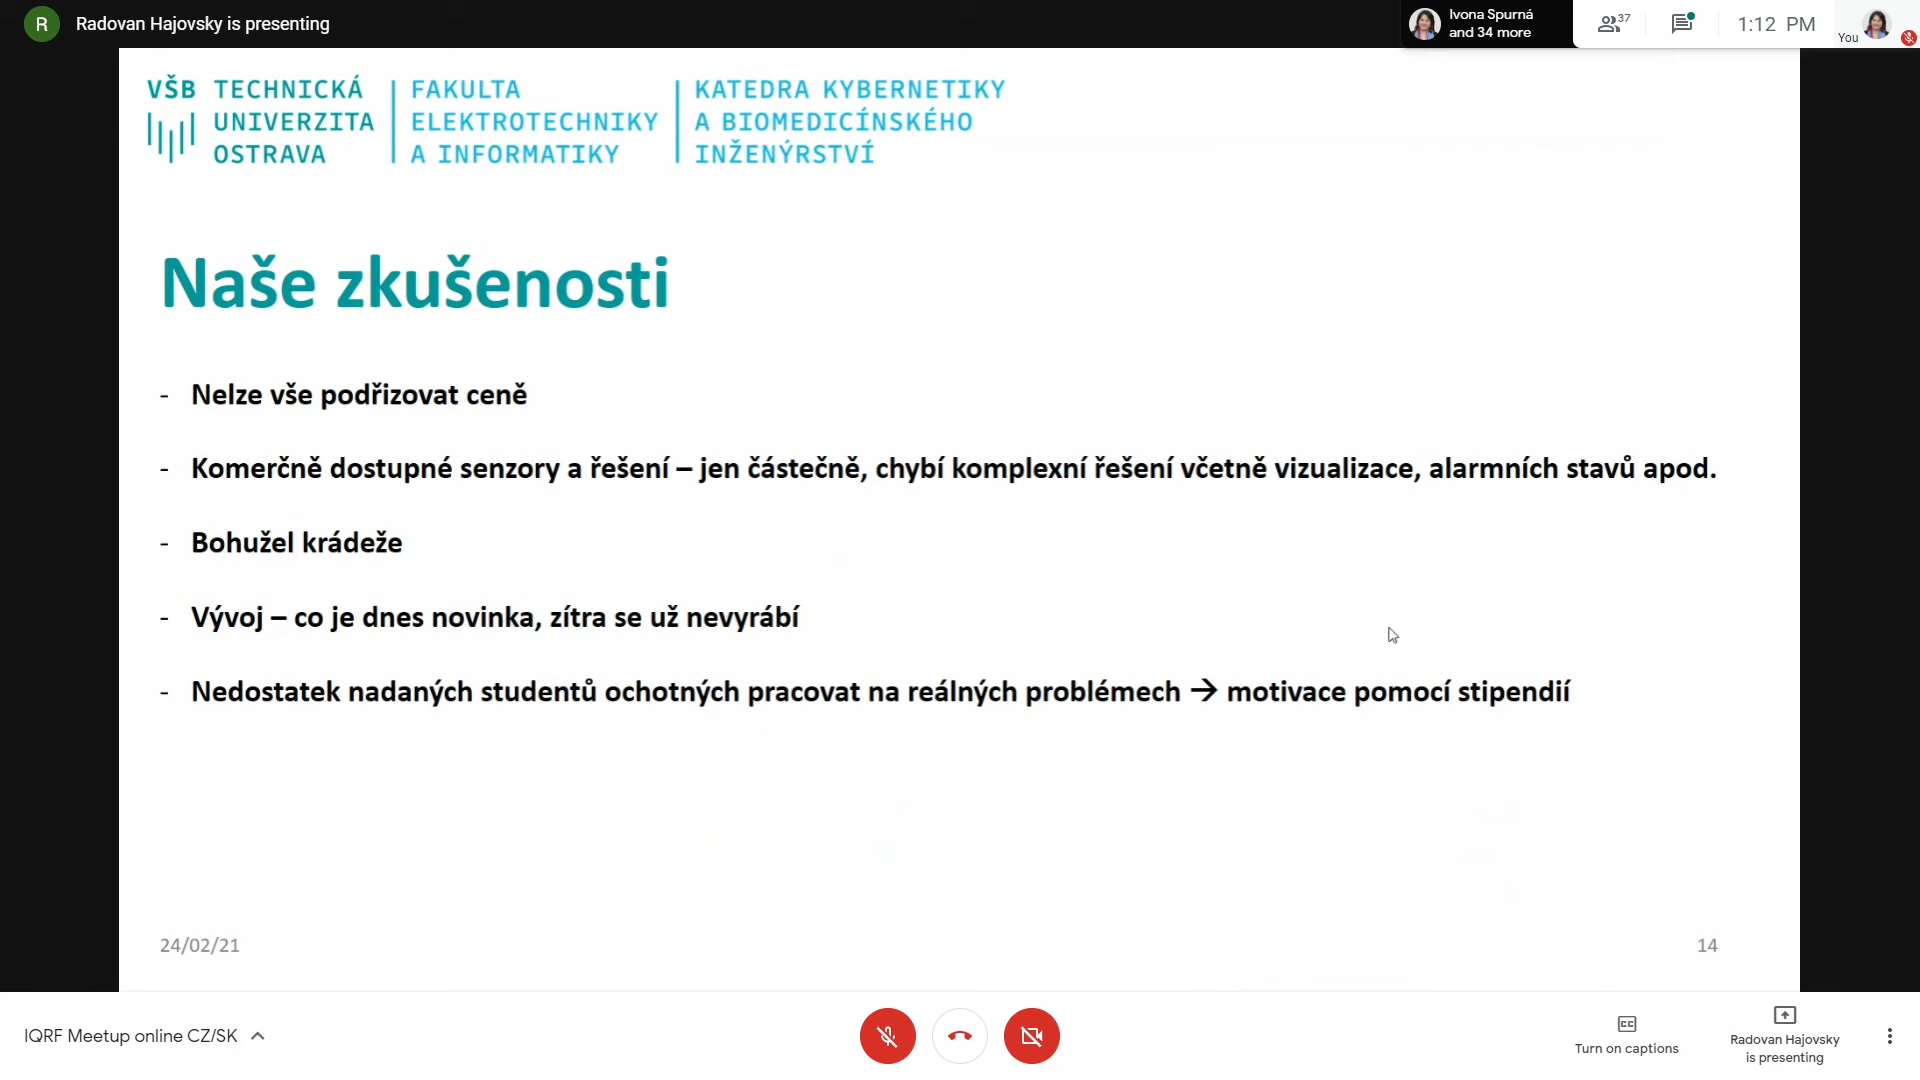 R
Radovan Hajovsky is presenting
Ivona Spurná
and 34 more
37
1:12 PM
You
VŠB TECHNICKÁ
UNIVERZITA
OSTRAVA
FAKULTA
ELEKTROTECHNIKY
A INFORMATIKY
KATEDRA KYBERNETIKY
A BIOMEDICÍNSKÉHO
INŽENÝRSTVÍ
Naše zkušenosti
- Nelze vše podřizovat ceně
- Komerčně dostupné senzory a řešení – jen částečně, chybí komplexní řešení včetně vizualizace, alarmních stavů apod.
- Bohužel krádeže
- Vývoj – co je dnes novinka, zítra se už nevyrábí
- Nedostatek nadaných studentů ochotných pracovat na reálných problémech → motivace pomocí stipendií
24/02/21
14
IQRF Meetup online CZ/SK
Turn on captions
Radovan Hajovsky
is presenting